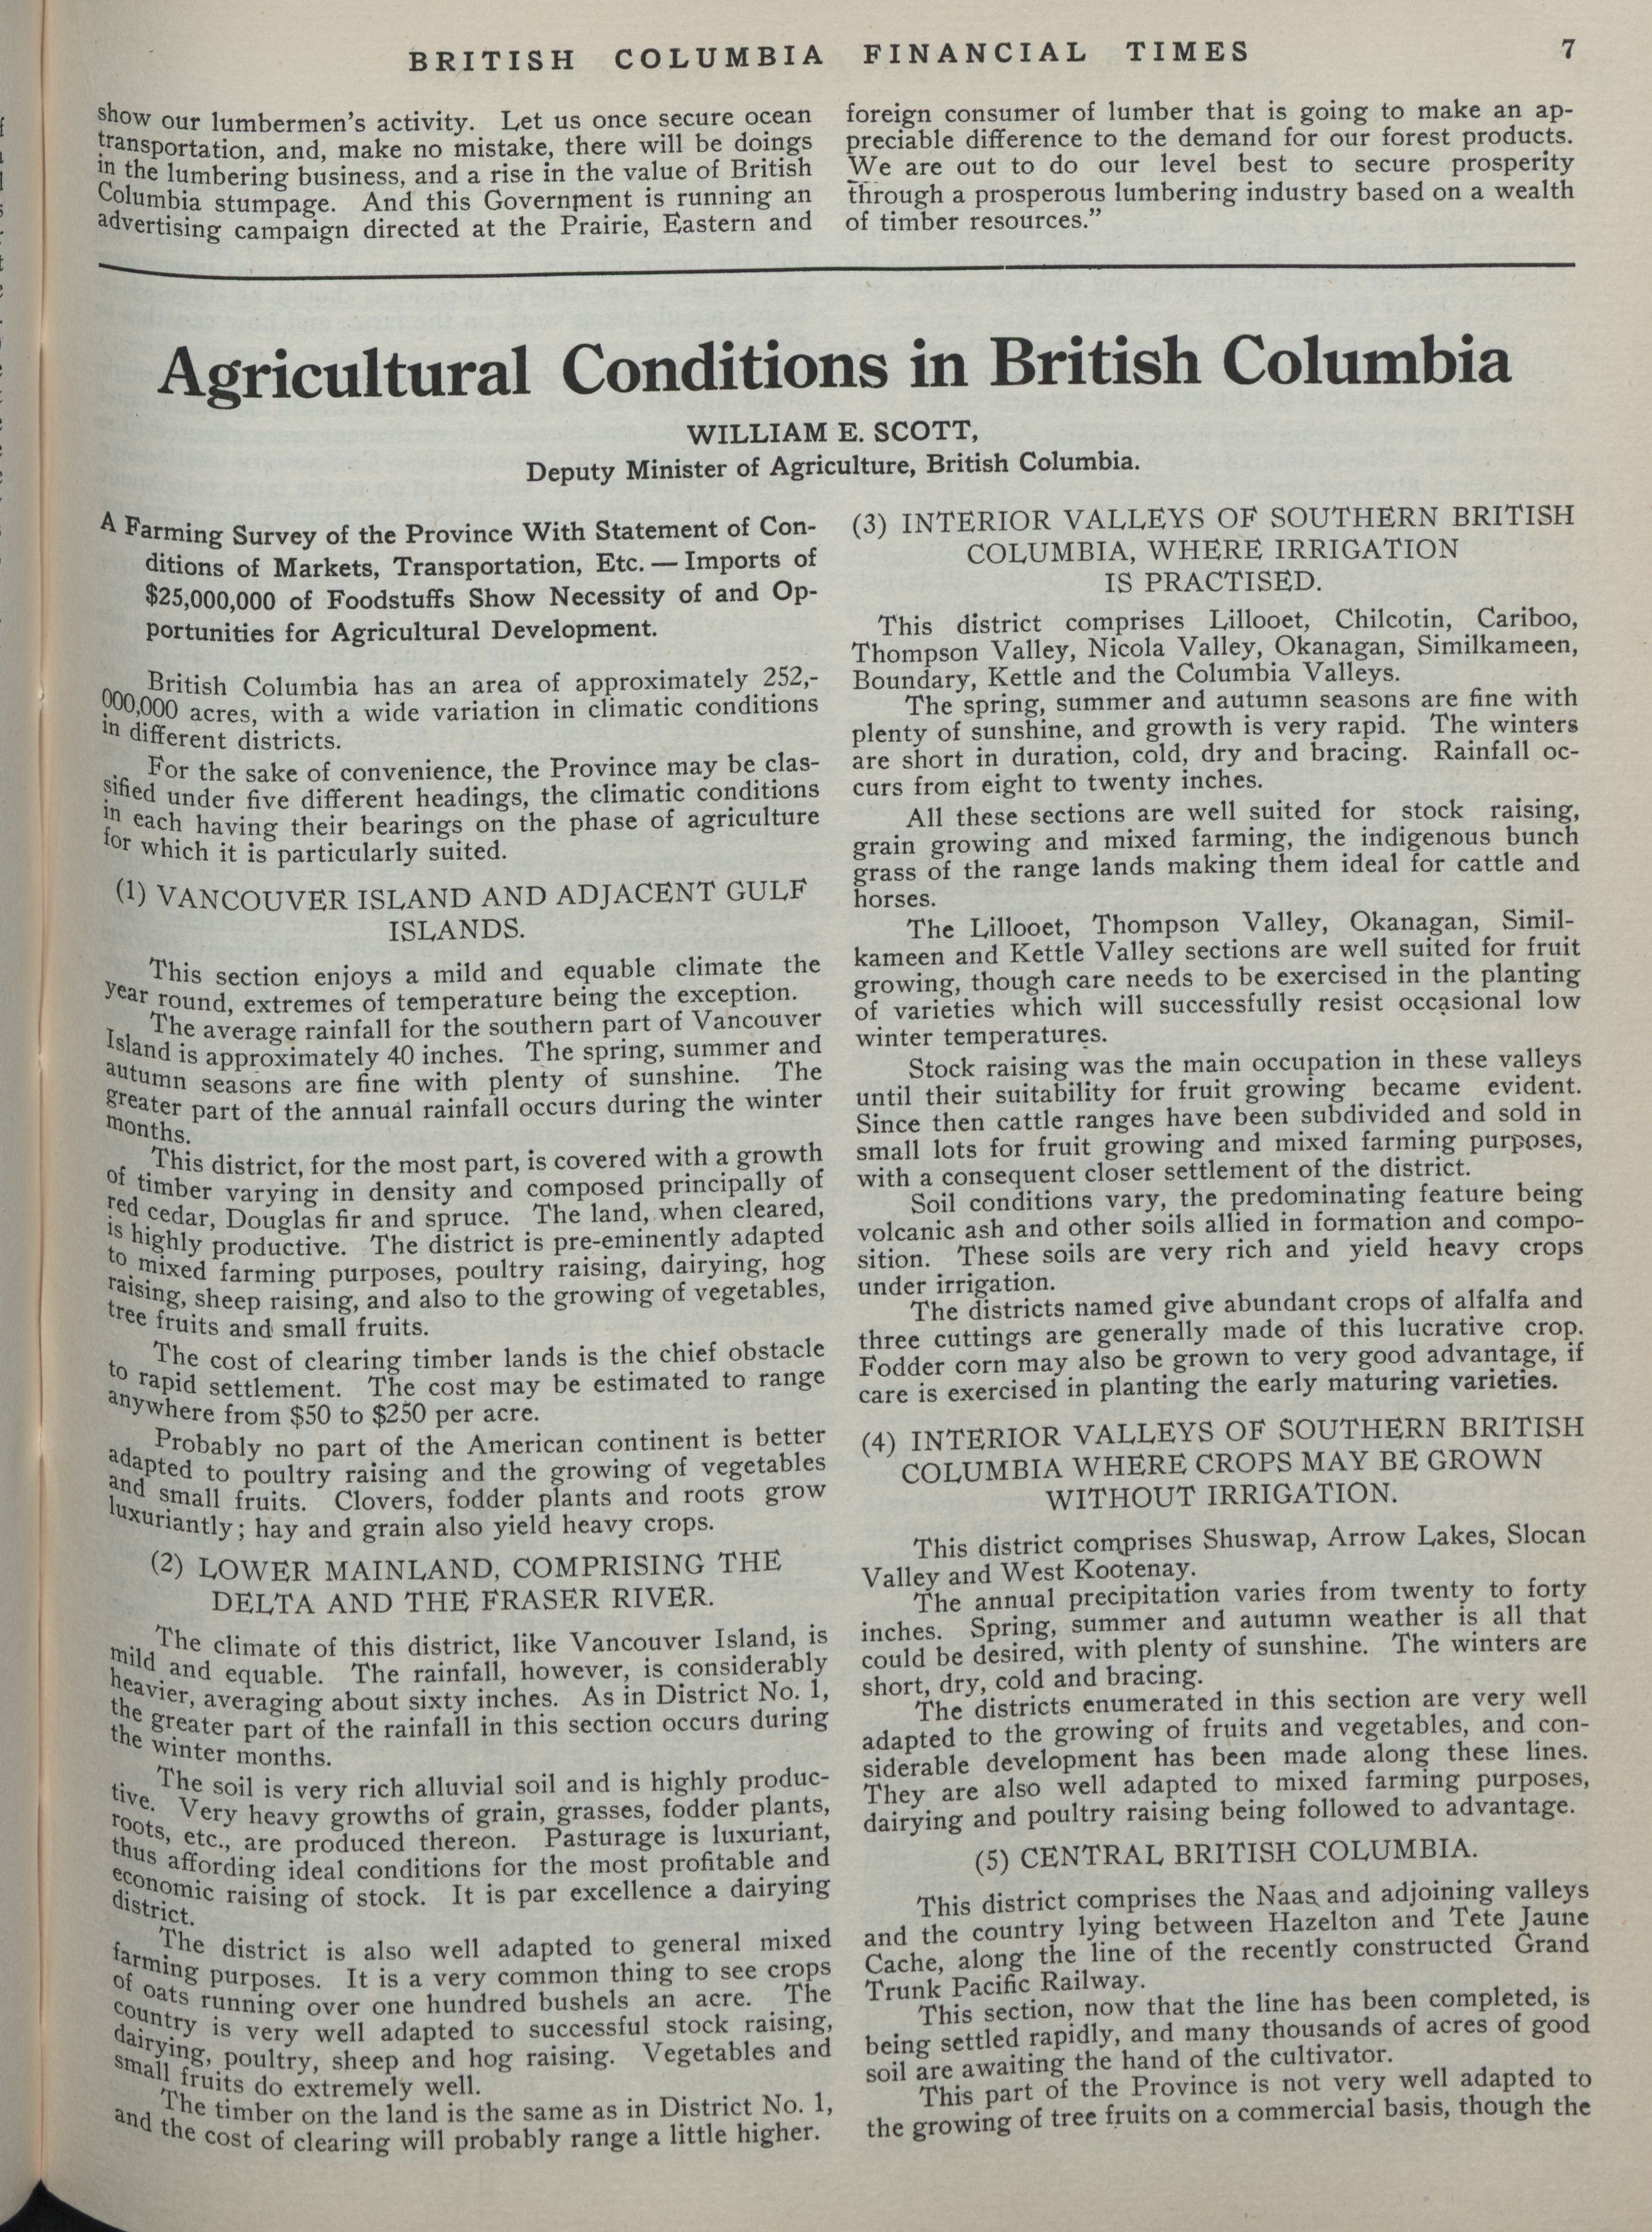 BRITISH COLUMBIA FINANCIAL TIMES 7
show our lumbermen's activity. Let us once secure ocean
transportation, and, make no mistake, there will be doings
in the lumbering business, and a rise in the value of British
Columbia stumpage. And this Government is running an
advertising campaign directed at the Prairie, Eastern and
foreign consumer of lumber that is going to make an ap-
preciable difference to the demand for our forest products.
We are out to do our level best to secure prosperity
through a prosperous lumbering industry based on a wealth
of timber resources."
Agricultural Conditions in British Columbia
WILLIAM E. SCOTT,
Deputy Minister of Agriculture, British Columbia.
A Farming Survey of the Province With Statement of Con-
ditions of Markets, Transportation, Etc. — Imports of
$25,000,000 of Foodstuffs Show Necessity of and Op-
portunities for Agricultural Development.
British Columbia has an area of approximately 252,-
000,000 acres, with a wide variation in climatic conditions
in different districts.
For the sake of convenience, the Province may be clas-
sified under five different headings, the climatic conditions
in each having their bearings on the phase of agriculture
for which it is particularly suited.
(1) VANCOUVER ISLAND AND ADJACENT GULF
ISLANDS.
This section enjoys a mild and equable climate the
year round, extremes of temperature being the exception.
The average rainfall for the southern part of Vancouver
Island is approximately 40 inches. The spring, summer and
autumn seasons are fine with plenty of sunshine. The
greater part of the annual rainfall occurs during the winter
months.
This district, for the most part, is covered with a growth
of timber varying in density and composed principally of
red cedar, Douglas fir and spruce. The land, when cleared,
is highly productive. The district is pre-eminently adapted
to mixed farming purposes, poultry raising, dairying, hog
raising, sheep raising, and also to the growing of vegetables,
tree fruits and small fruits.
The cost of clearing timber lands is the chief obstacle
to rapid settlement. The cost may be estimated to range
anywhere from $50 to $250 per acre.
Probably no part of the American continent is better
adapted to poultry raising and the growing of vegetables
and small fruits. Clovers, fodder plants and roots grow
luxuriantly; hay and grain also yield heavy crops.
(2) LOWER MAINLAND, COMPRISING THE
DELTA AND THE FRASER RIVER.
The climate of this district, like Vancouver Island, is
mild and equable. The rainfall, however, is considerably
heavier, averaging about sixty inches. As in District No. 1,
the greater part of the rainfall in this section occurs during
the winter months.
The soil is very rich alluvial soil and is highly produc-
tive. Very heavy growths of grain, grasses, fodder plants,
roots, etc., are produced thereon. Pasturage is luxuriant,
thus affording ideal conditions for the most profitable and
economic raising of stock. It is par excellence a dairying
district.
The district is also well adapted to general mixed
farming purposes. It is a very common thing to see crops
of oats running over one hundred bushels an acre. The
country is very well adapted to successful stock raising,
dairying, poultry, sheep and hog raising. Vegetables and
small fruits do extremely well.
The timber on the land is the same as in District No. 1,
and the cost of clearing will probably range a little higher.
(3) INTERIOR VALLEYS OF SOUTHERN BRITISH
COLUMBIA, WHERE IRRIGATION
IS PRACTISED.
This district comprises Lillooet, Chilcotin, Cariboo,
Thompson Valley, Nicola Valley, Okanagan, Similkameen,
Boundary, Kettle and the Columbia Valleys.
The spring, summer and autumn seasons are fine with
plenty of sunshine, and growth is very rapid. The winters
are short in duration, cold, dry and bracing. Rainfall oc-
curs from eight to twenty inches.
All these sections are well suited for stock raising,
grain growing and mixed farming, the indigenous bunch
grass of the range lands making them ideal for cattle and
horses.
The Lillooet, Thompson Valley, Okanagan, Simil-
kameen and Kettle Valley sections are well suited for fruit
growing, though care needs to be exercised in the planting
of varieties which will successfully resist occasional low
winter temperatures.
Stock raising was the main occupation in these valleys
until their suitability for fruit growing became evident.
Since then cattle ranges have been subdivided and sold in
small lots for fruit growing and mixed farming purposes,
with a consequent closer settlement of the district.
Soil conditions vary, the predominating feature being
volcanic ash and other soils allied in formation and compo-
sition. These soils are very rich and yield heavy crops
under irrigation.
The districts named give abundant crops of alfalfa and
three cuttings are generally made of this lucrative crop.
Fodder corn may also be grown to very good advantage, if
care is exercised in planting the early maturing varieties.
(4) INTERIOR VALLEYS OF SOUTHERN BRITISH
COLUMBIA WHERE CROPS MAY BE GROWN
WITHOUT IRRIGATION.
This district comprises Shuswap, Arrow Lakes, Slocan
Valley and West Kootenay.
The annual precipitation varies from twenty to forty
inches. Spring, summer and autumn weather is all that
could be desired, with plenty of sunshine. The winters are
short, dry, cold and bracing.
The districts enumerated in this section are very well
adapted to the growing of fruits and vegetables, and con-
siderable development has been made along these lines.
They are also well adapted to mixed farming purposes,
dairying and poultry raising being followed to advantage.
(5) CENTRAL BRITISH COLUMBIA.
This district comprises the Naas and adjoining valleys
and the country lying between Hazelton and Tete Jaune
Cache, along the line of the recently constructed Grand
Trunk Pacific Railway.
This section, now that the line has been completed, is
being settled rapidly, and many thousands of acres of good
soil are awaiting the hand of the cultivator.
This part of the Province is not very well adapted to
the growing of tree fruits on a commercial basis, though the